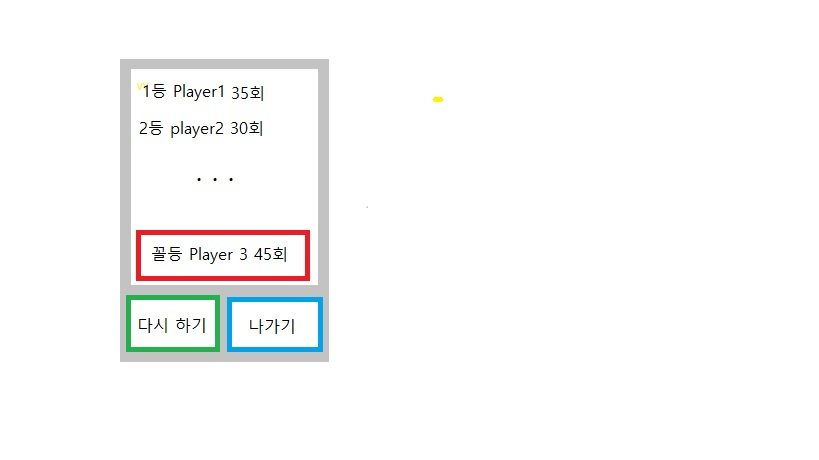 1등 Player1 35회
2등 player2 30회
...
꼴등 Player 3 45회
다시 하기
나가기